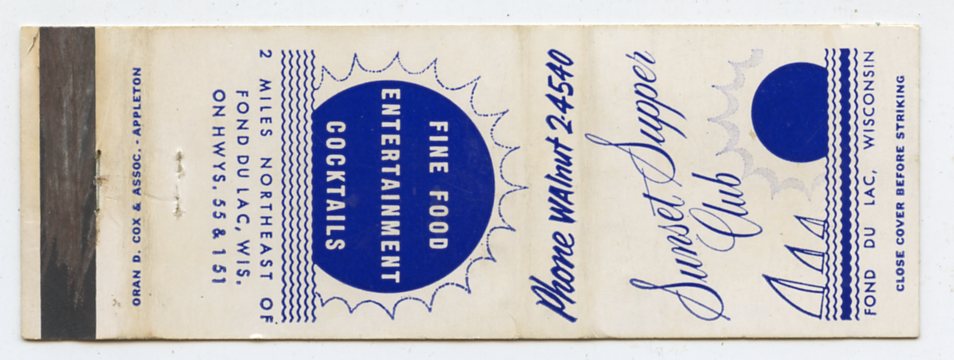 Sunset Supper
Club
FOND DU LAC, WISCONSIN
CLOSE COVER BEFORE STRIKING
Phone WAlnut 2-4540
FINE FOOD
ENTERTAINMENT
COCKTAILS
2 MILES NORTHEAST OF
FOND DU LAC, WIS.
ON HWYS. 55 & 151
ORAN D. COX & ASSOC. - APPLETON